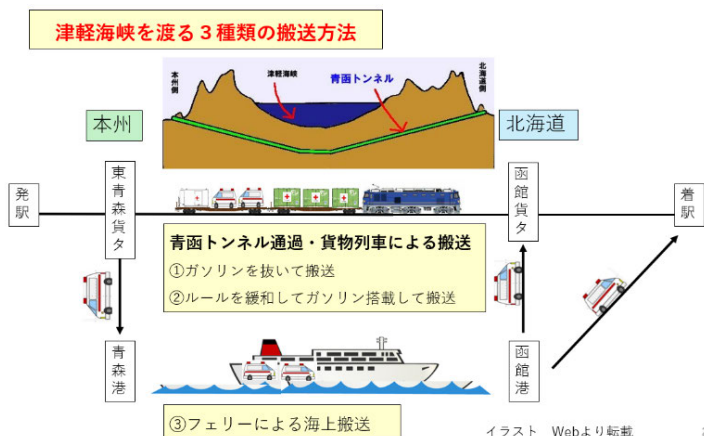 津軽海峡を渡る３種類の搬送方法
本州側
津軽海峡
青函トンネル
北海道側
本州
北海道
発駅
東青森貨タ
函館貨タ
着駅
青函トンネル通過・貨物列車による搬送
①ガソリンを抜いて搬送
②ルールを緩和してガソリン搭載して搬送
青森港
函館港
③フェリーによる海上搬送
イラスト　Webより転載